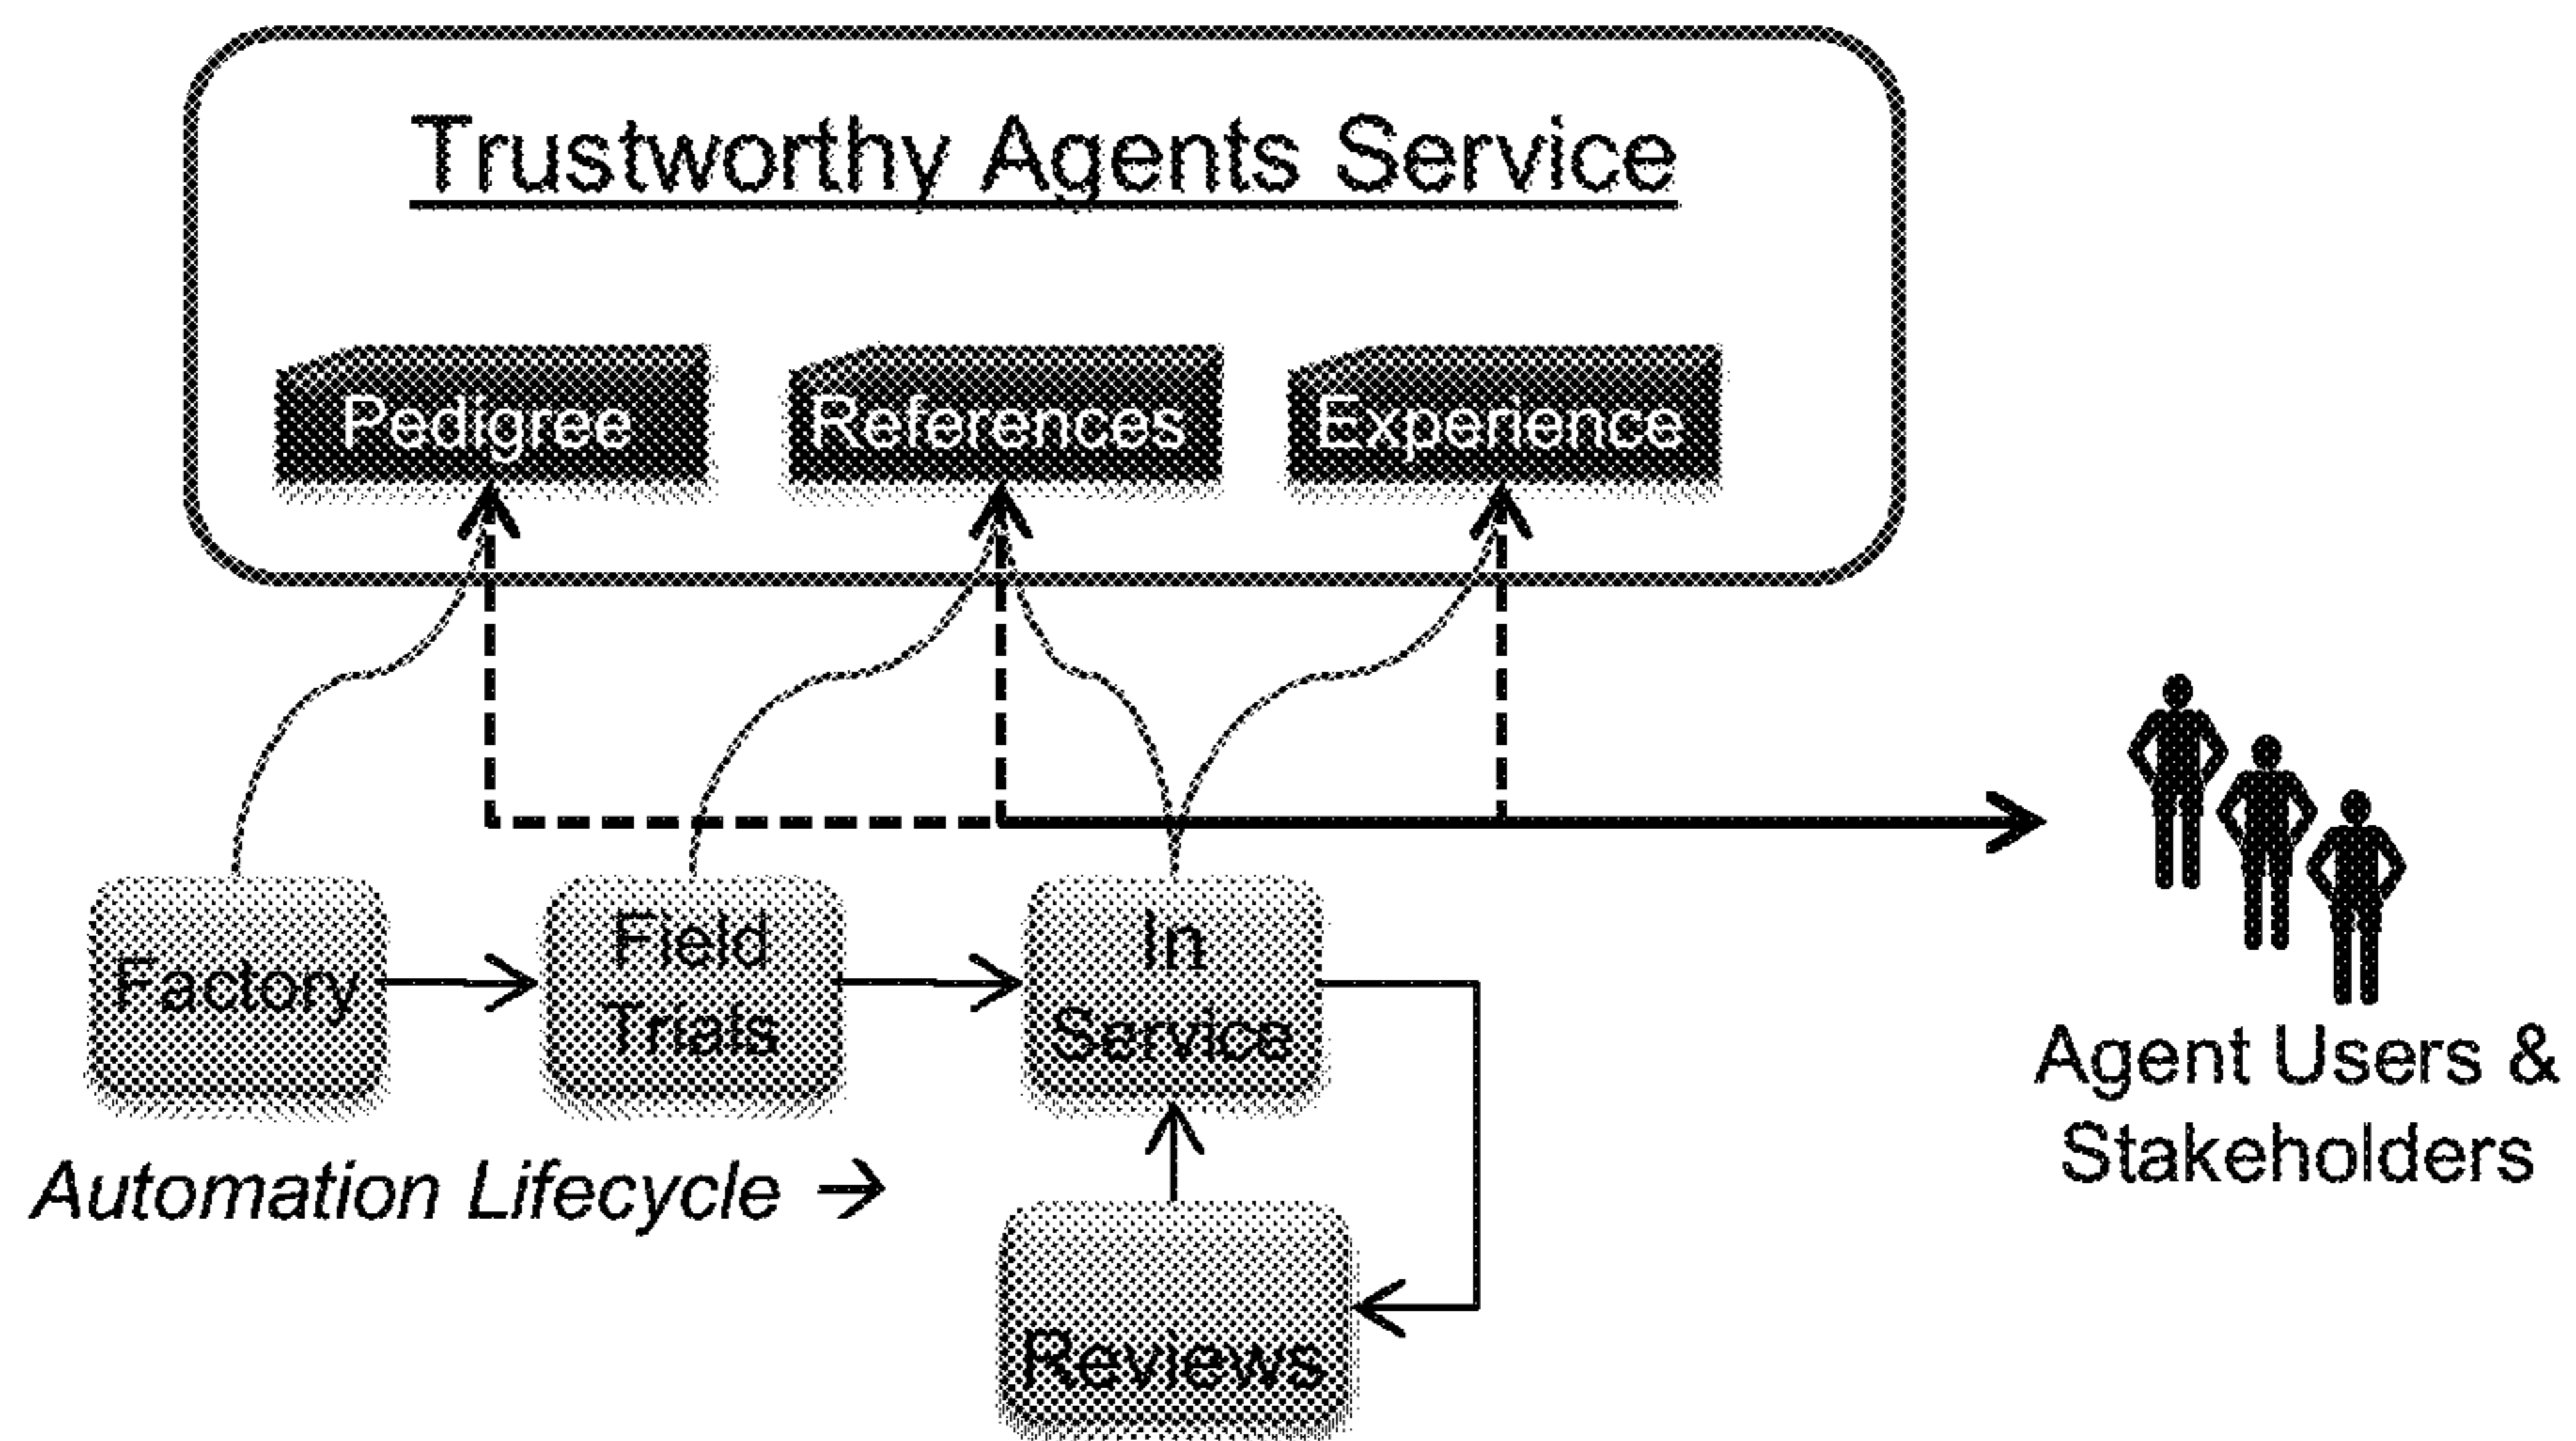 Trustworthy Agents Service
Pedigree
References
Experience
Factory
Field
Trials
In
Service
Automation Lifecycle →
Reviews
Agent Users &
Stakeholders